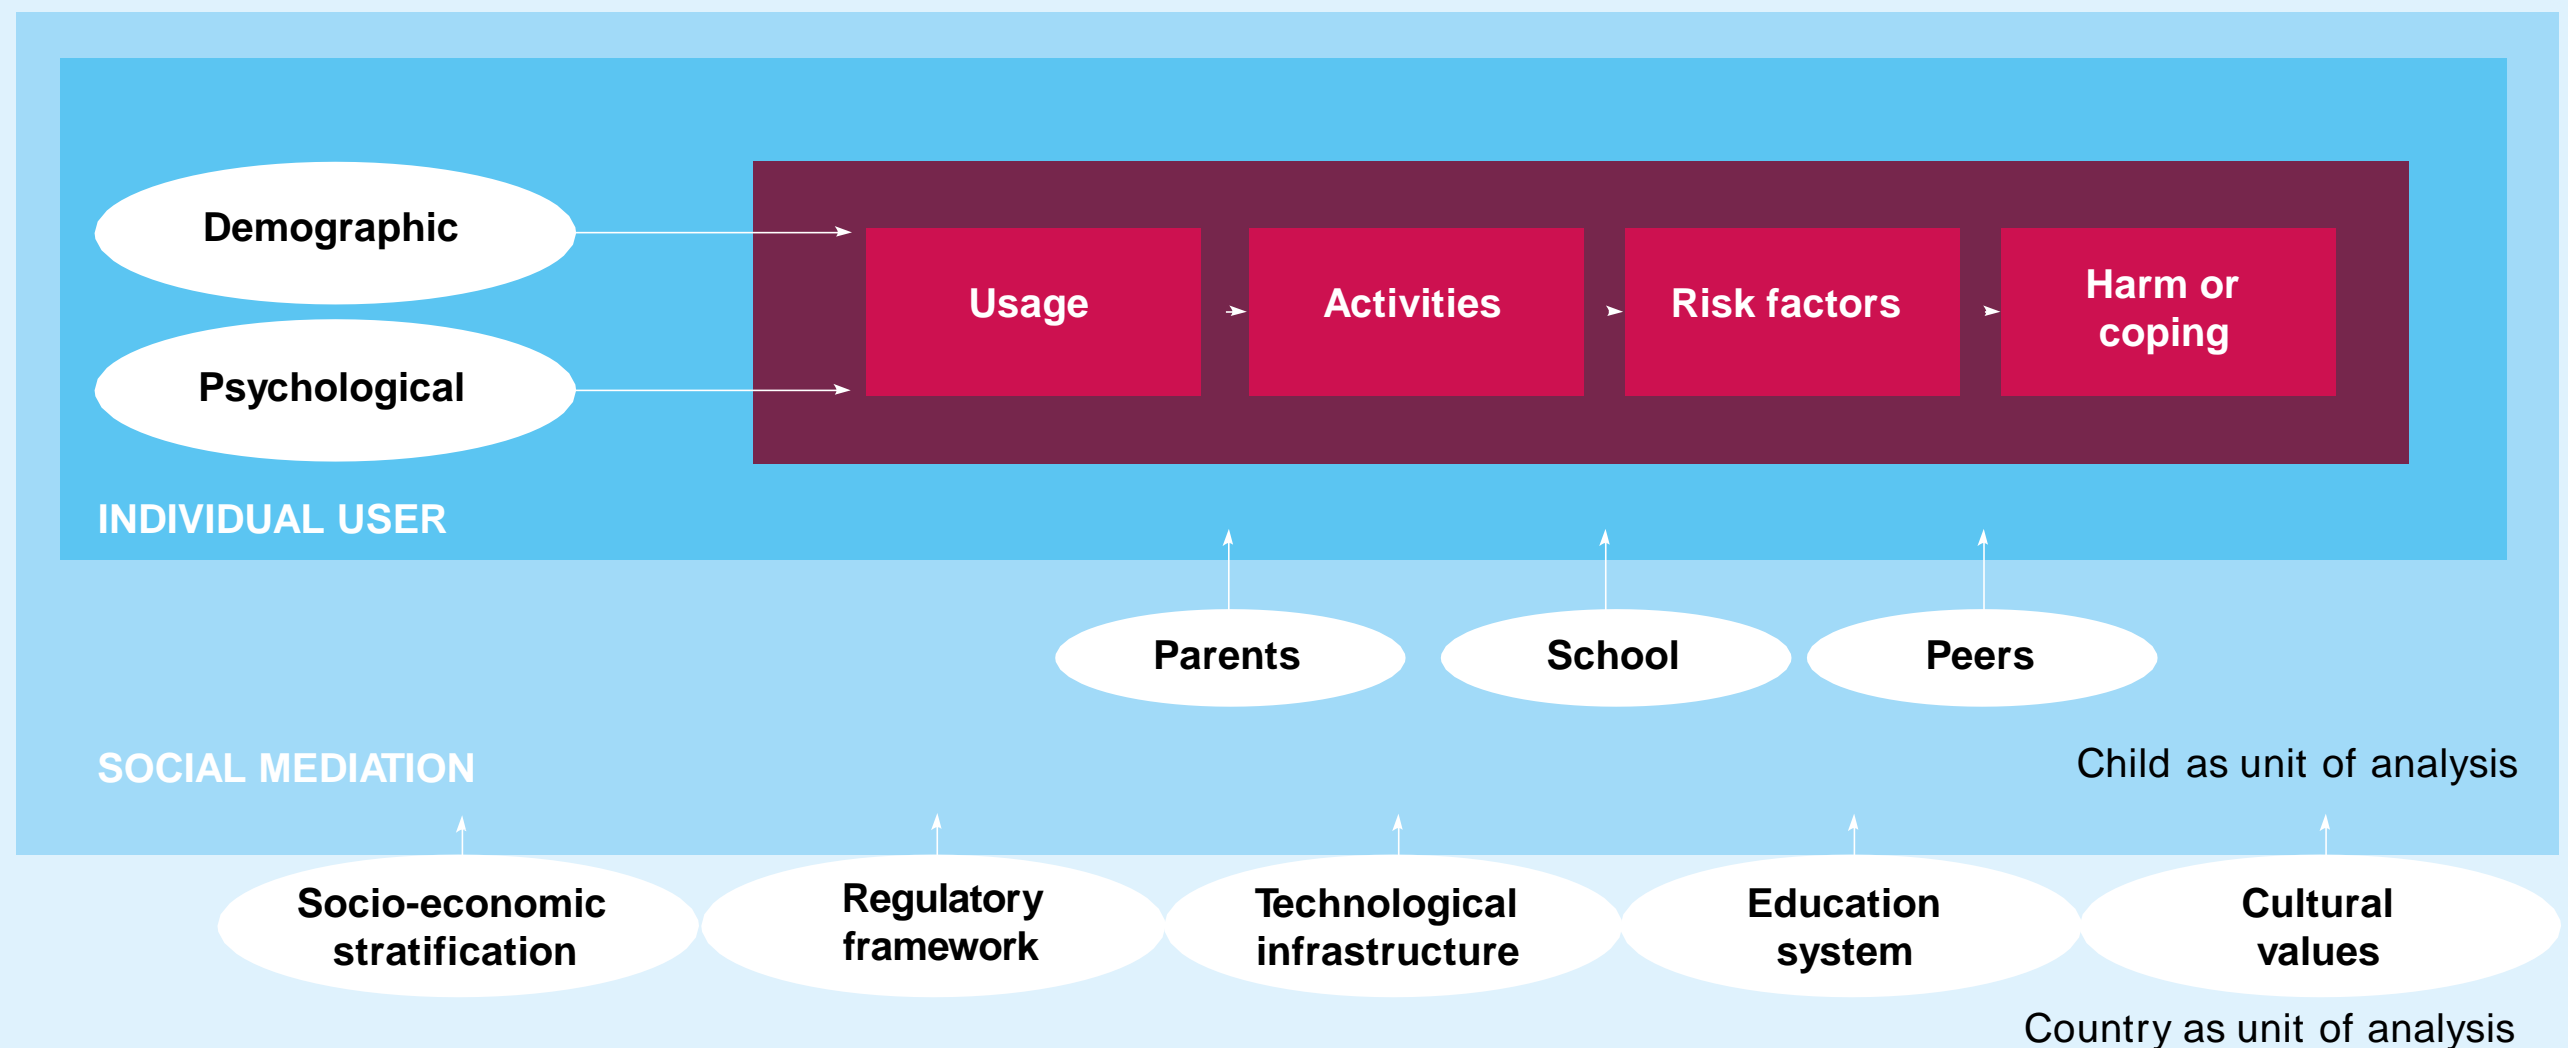 Demographic
Psychological
Usage
Activities
Risk factors
Harm or
coping
INDIVIDUAL USER
Parents
School
Peers
SOCIAL MEDIATION
Child as unit of analysis
Socio-economic
stratification
Regulatory
framework
Technological
infrastructure
Education
system
Cultural
values
Country as unit of analysis